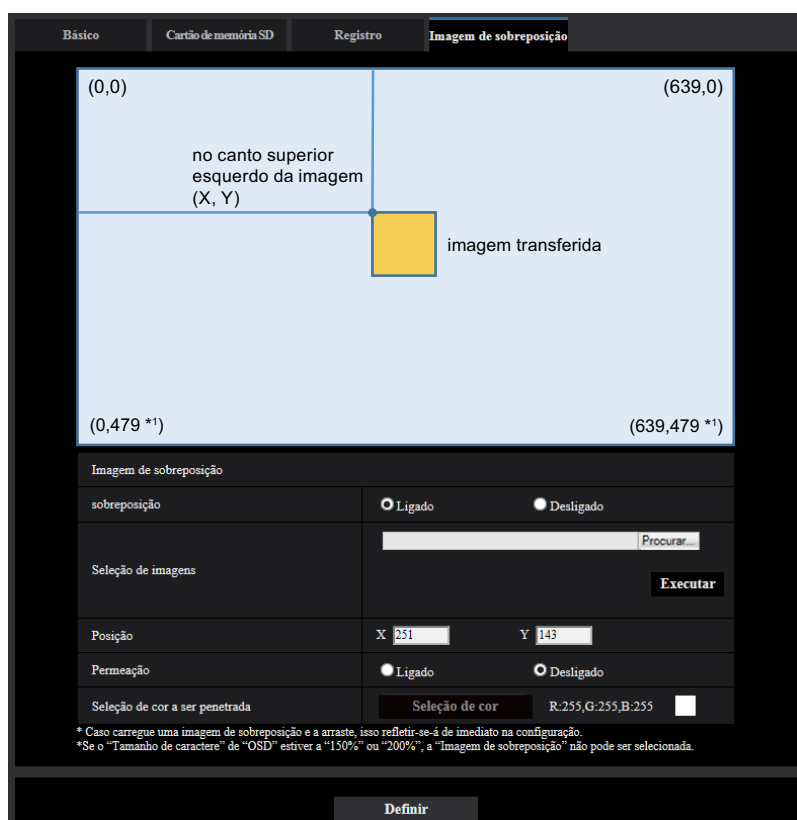 Básico Cartão de memória SD Registro Imagem de sobreposição
(0,0) (639,0)
no canto superior
esquerdo da imagem
(X, Y)
imagem transferida
(0,479 *1) (639,479 *1)
Imagem de sobreposição
sobreposição Ligado Desligado
Procurar...
Seleção de imagens
Executar
Posição X 251 Y 143
Permeação Ligado Desligado
Seleção de cor a ser penetrada Seleção de cor R:255,G:255,B:255
* Caso carregue uma imagem de sobreposição e a arraste, isso refletir-se-á de imediato na configuração.
*Se o “Tamanho de caractere” de “OSD” estiver a “150%” ou “200%”, a “Imagem de sobreposição” não pode ser selecionada.
Definir